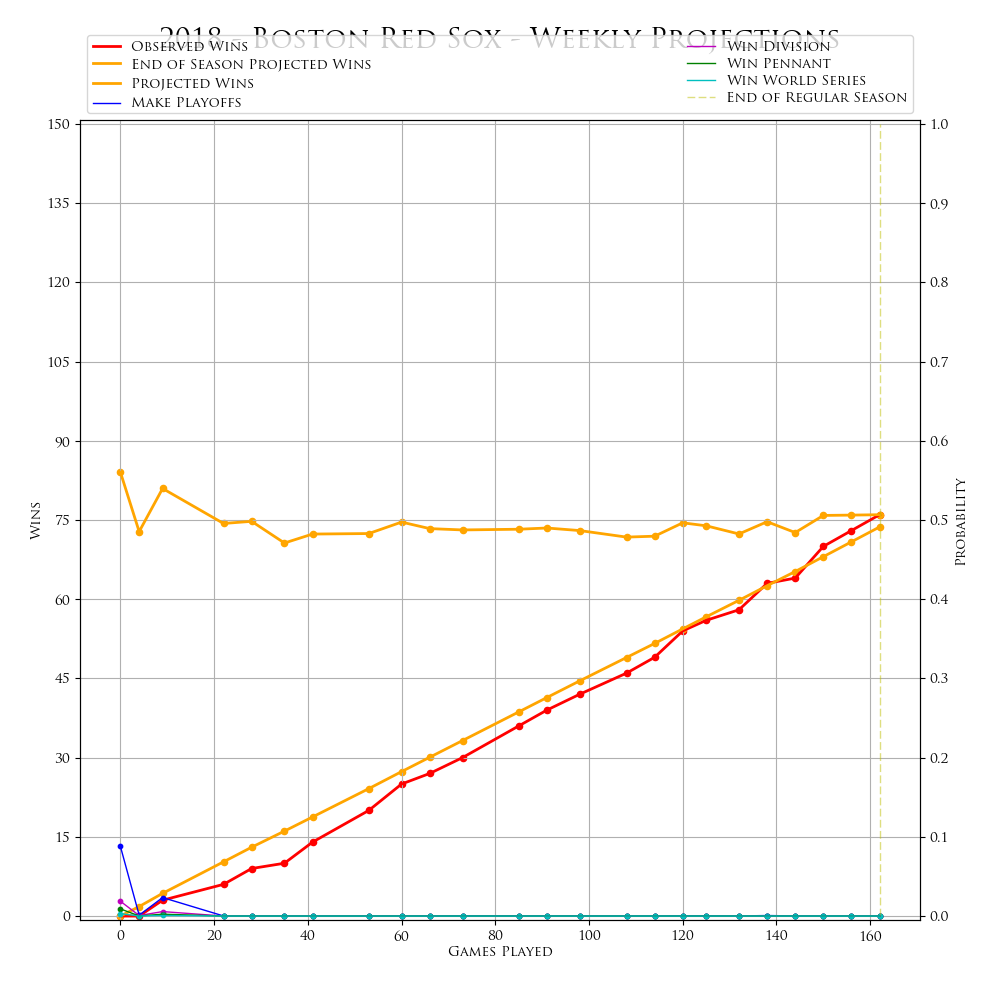 2018 - Boston Red Sox - Weekly Projections
Observed Wins
End of Season Projected Wins
Projected Wins
Make Playoffs
Win Division
Win Pennant
Win World Series
End of Regular Season
150
135
120
105
90
75
60
45
30
15
0
Wins
1.0
0.9
0.8
0.7
0.6
0.5
0.4
0.3
0.2
0.1
0.0
Probability
0 20 40 60 80 100 120 140 160
Games Played